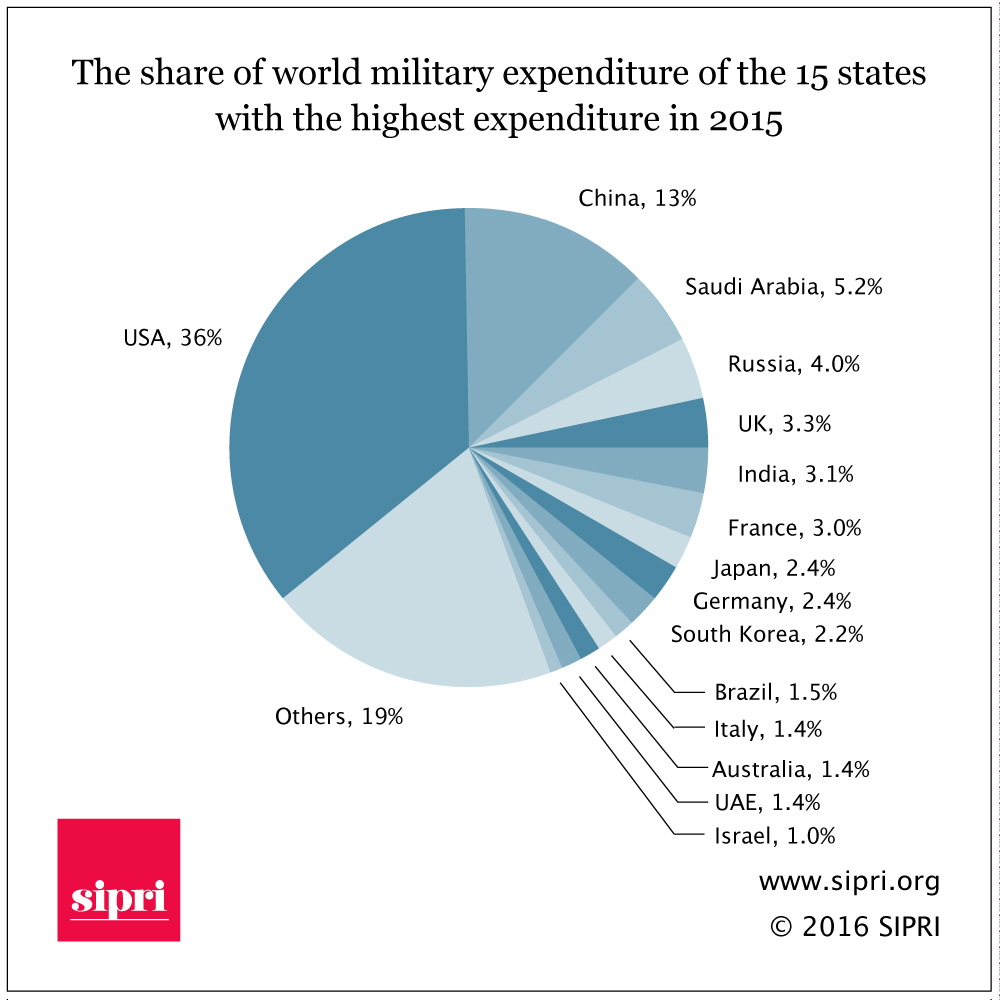 The share of world military expenditure of the 15 states
with the highest expenditure in 2015
China, 13%
Saudi Arabia, 5.2%
USA, 36%
Russia, 4.0%
UK, 3.3%
India, 3.1%
France, 3.0%
Japan, 2.4%
Germany, 2.4%
South Korea, 2.2%
Brazil, 1.5%
Others, 19%
Italy, 1.4%
Australia, 1.4%
UAE, 1.4%
Israel, 1.0%
sipri
www.sipri.org
© 2016 SIPRI